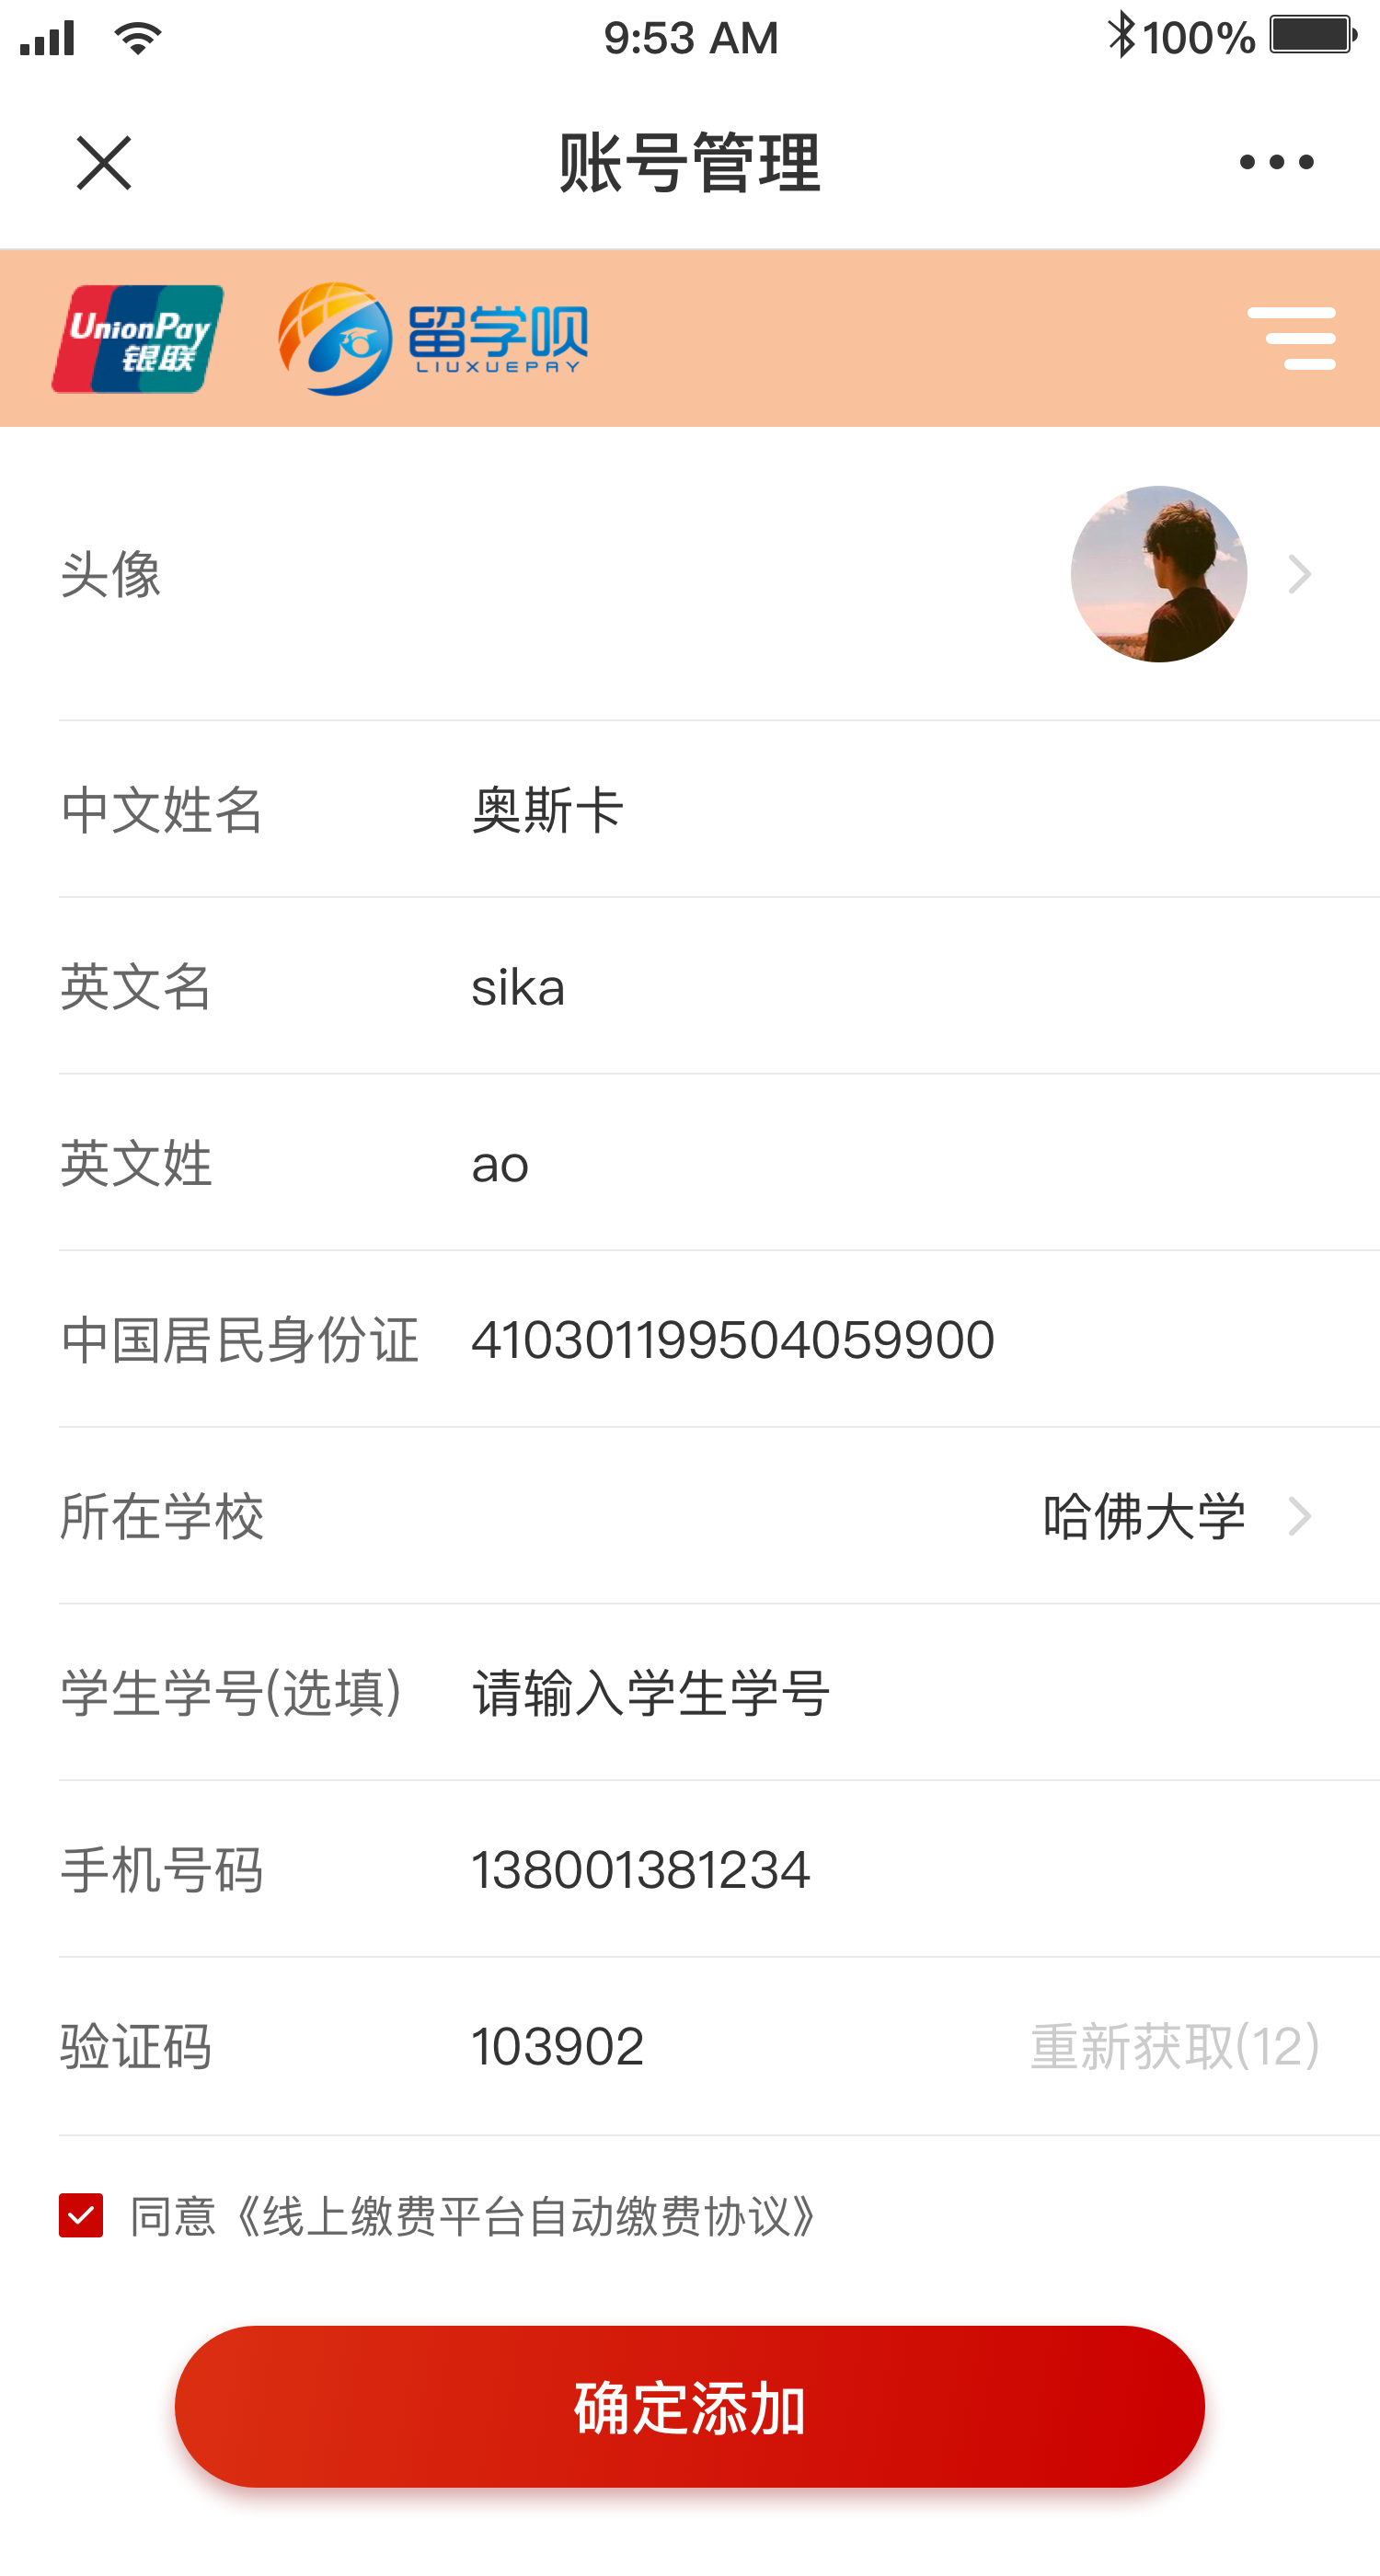 9:53 AM
100%
账号管理
UnionPay
银联
留学呗
LIUXUEPAY
头像
中文姓名 奥斯卡
英文名 sika
英文姓 ao
中国居民身份证 410301199504059900
所在学校 哈佛大学
学生学号(选填) 请输入学生学号
手机号码 138001381234
验证码 103902 重新获取(12)
同意《线上缴费平台自动缴费协议》
确定添加